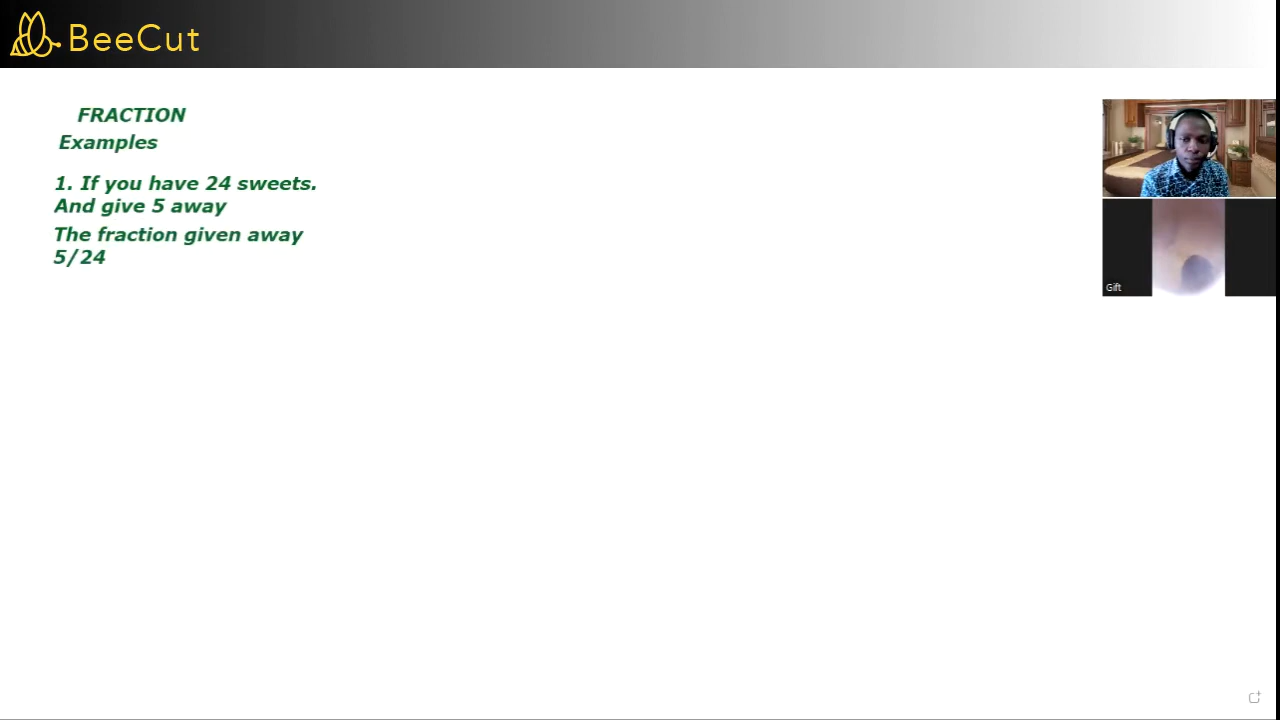 BeeCut
FRACTION
Examples
1. If you have 24 sweets.
And give 5 away
The fraction given away
5/24
Gift